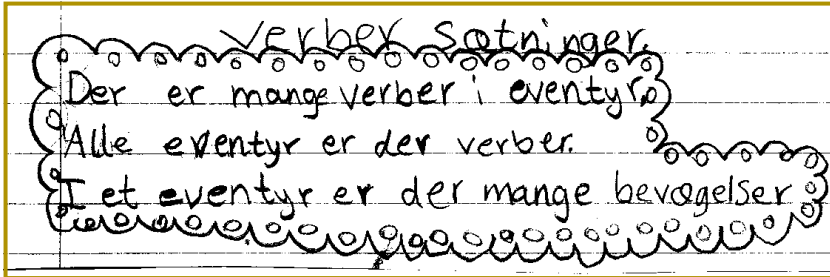 Verber sætninger.
Der er mange verber i eventyr.
Alle eventyr er der verber.
I et eventyr er der mange bevægelser